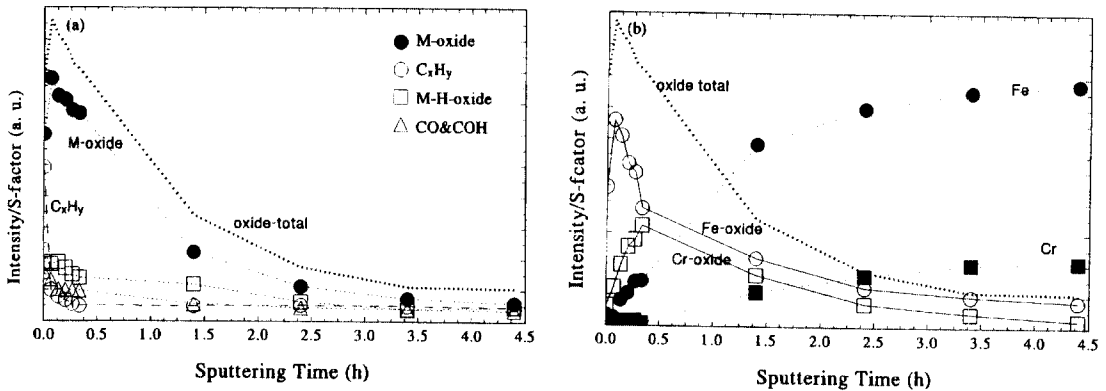 (a)
M-oxide
CxHy
M-H-oxide
CO&COH
M-oxide
CxHy
oxide-total
Intensity/S-factor (a. u.)
0.0 0.5 1.0 1.5 2.0 2.5 3.0 3.5 4.0 4.5
Sputtering Time (h)
(b)
oxide total
Fe
Fe-oxide
Cr-oxide
Cr
Intensity/S-fcator (a. u.)
0.0 0.5 1.0 1.5 2.0 2.5 3.0 3.5 4.0 4.5
Sputtering Time (h)